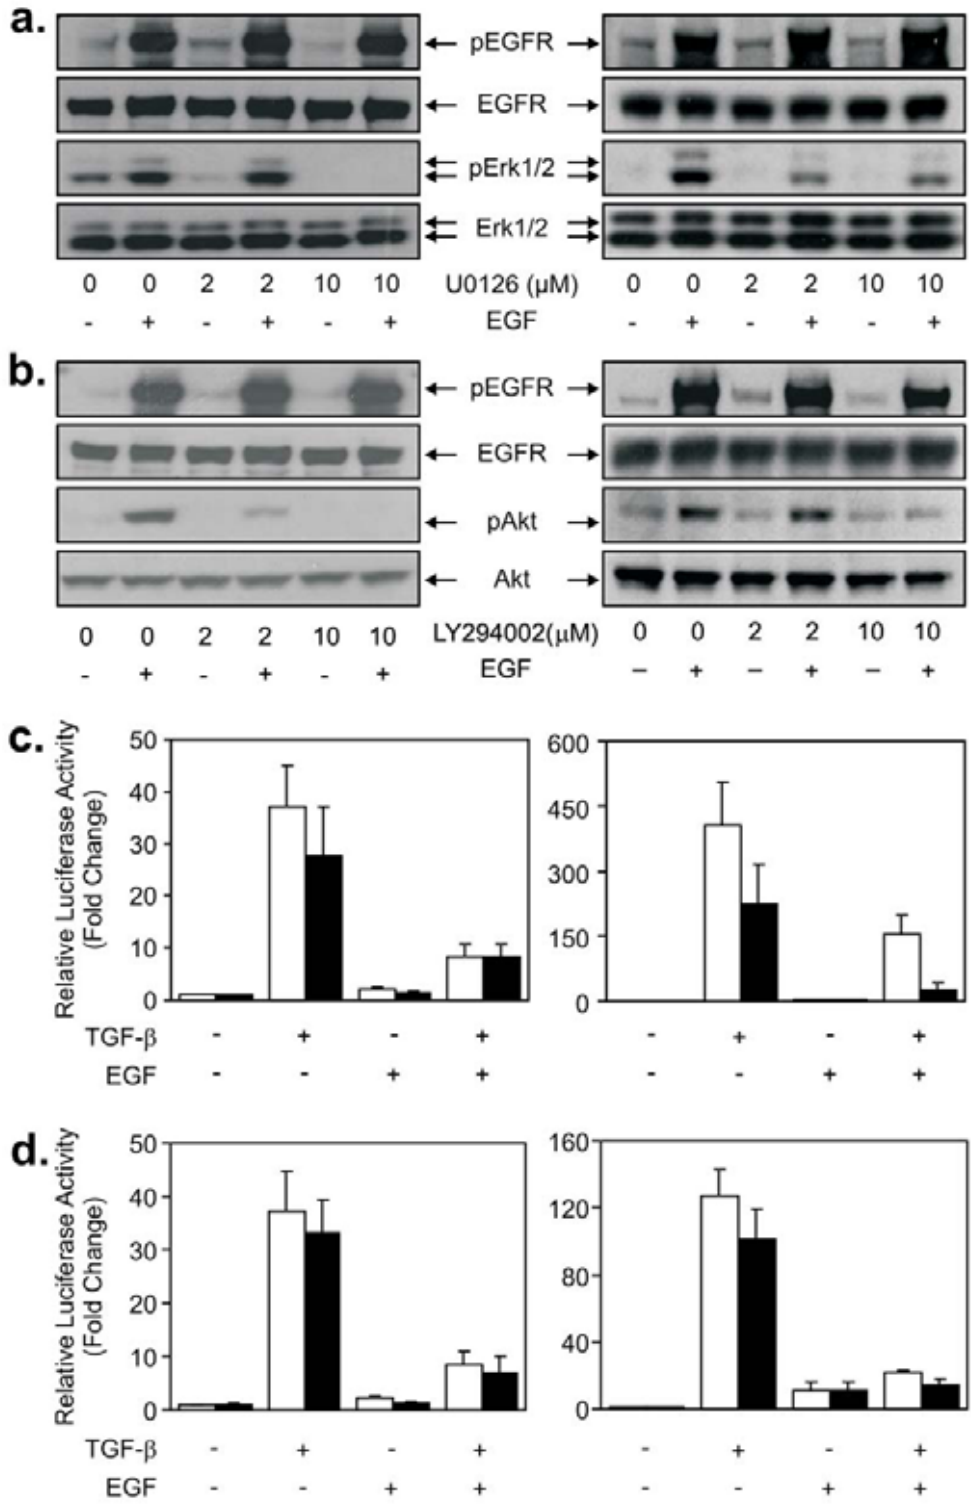 a.
← pEGFR →
← EGFR →
pErk1/2
Erk1/2
0 0 2 2 10 10 U0126 (µM) 0 0 2 2 10 10
- + - + - + EGF - + - + - +
b.
← pEGFR →
← EGFR →
← pAkt →
← Akt →
0 0 2 2 10 10 LY294002(µM) 0 0 2 2 10 10
- + - + - + EGF – + – + – +
c.
Relative Luciferase Activity
(Fold Change)
50
40
30
20
10
0
600
450
300
150
0
TGF-β - + - + - + - +
EGF - - + + - - + +
d.
Relative Luciferase Activity
(Fold Change)
50
40
30
20
10
0
160
120
80
40
0
TGF-β - + - + - + - +
EGF - - + + - - + +